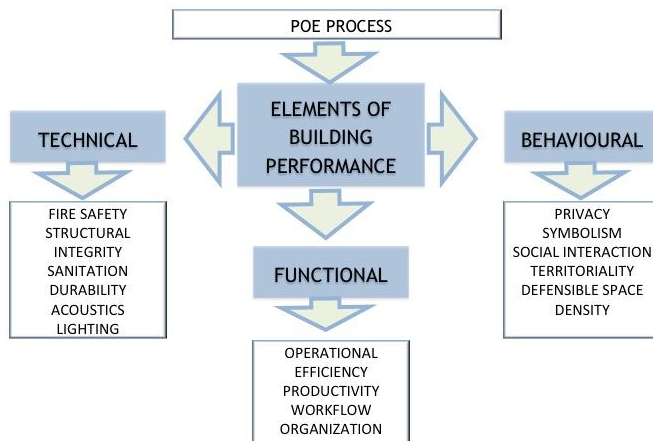 POE PROCESS
ELEMENTS OF
BUILDING
PERFORMANCE
TECHNICAL
FIRE SAFETY
STRUCTURAL
INTEGRITY
SANITATION
DURABILITY
ACOUSTICS
LIGHTING
FUNCTIONAL
OPERATIONAL
EFFICIENCY
PRODUCTIVITY
WORKFLOW
ORGANIZATION
BEHAVIOURAL
PRIVACY
SYMBOLISM
SOCIAL INTERACTION
TERRITORIALITY
DEFENSIBLE SPACE
DENSITY